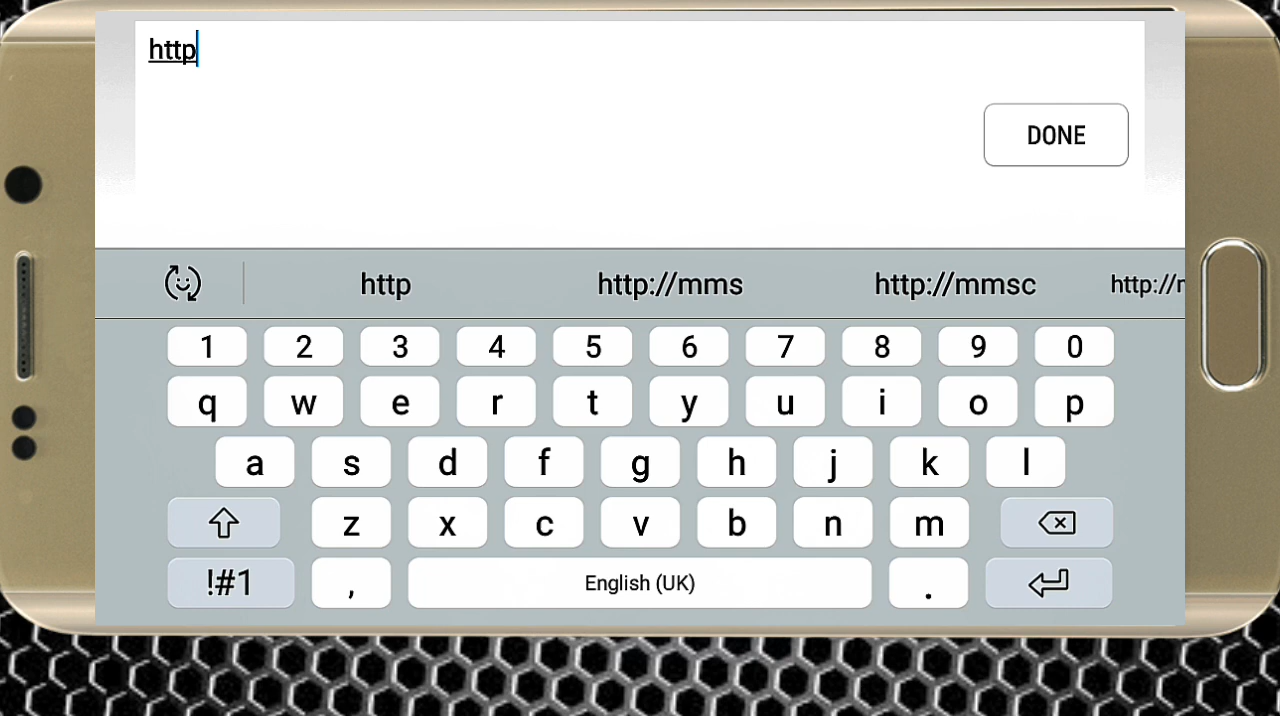 http
DONE
http http://mms http://mmsc http://
1 2 3 4 5 6 7 8 9 0
q w e r t y u i o p
a s d f g h j k l
z x c v b n m
!#1 , English (UK) .